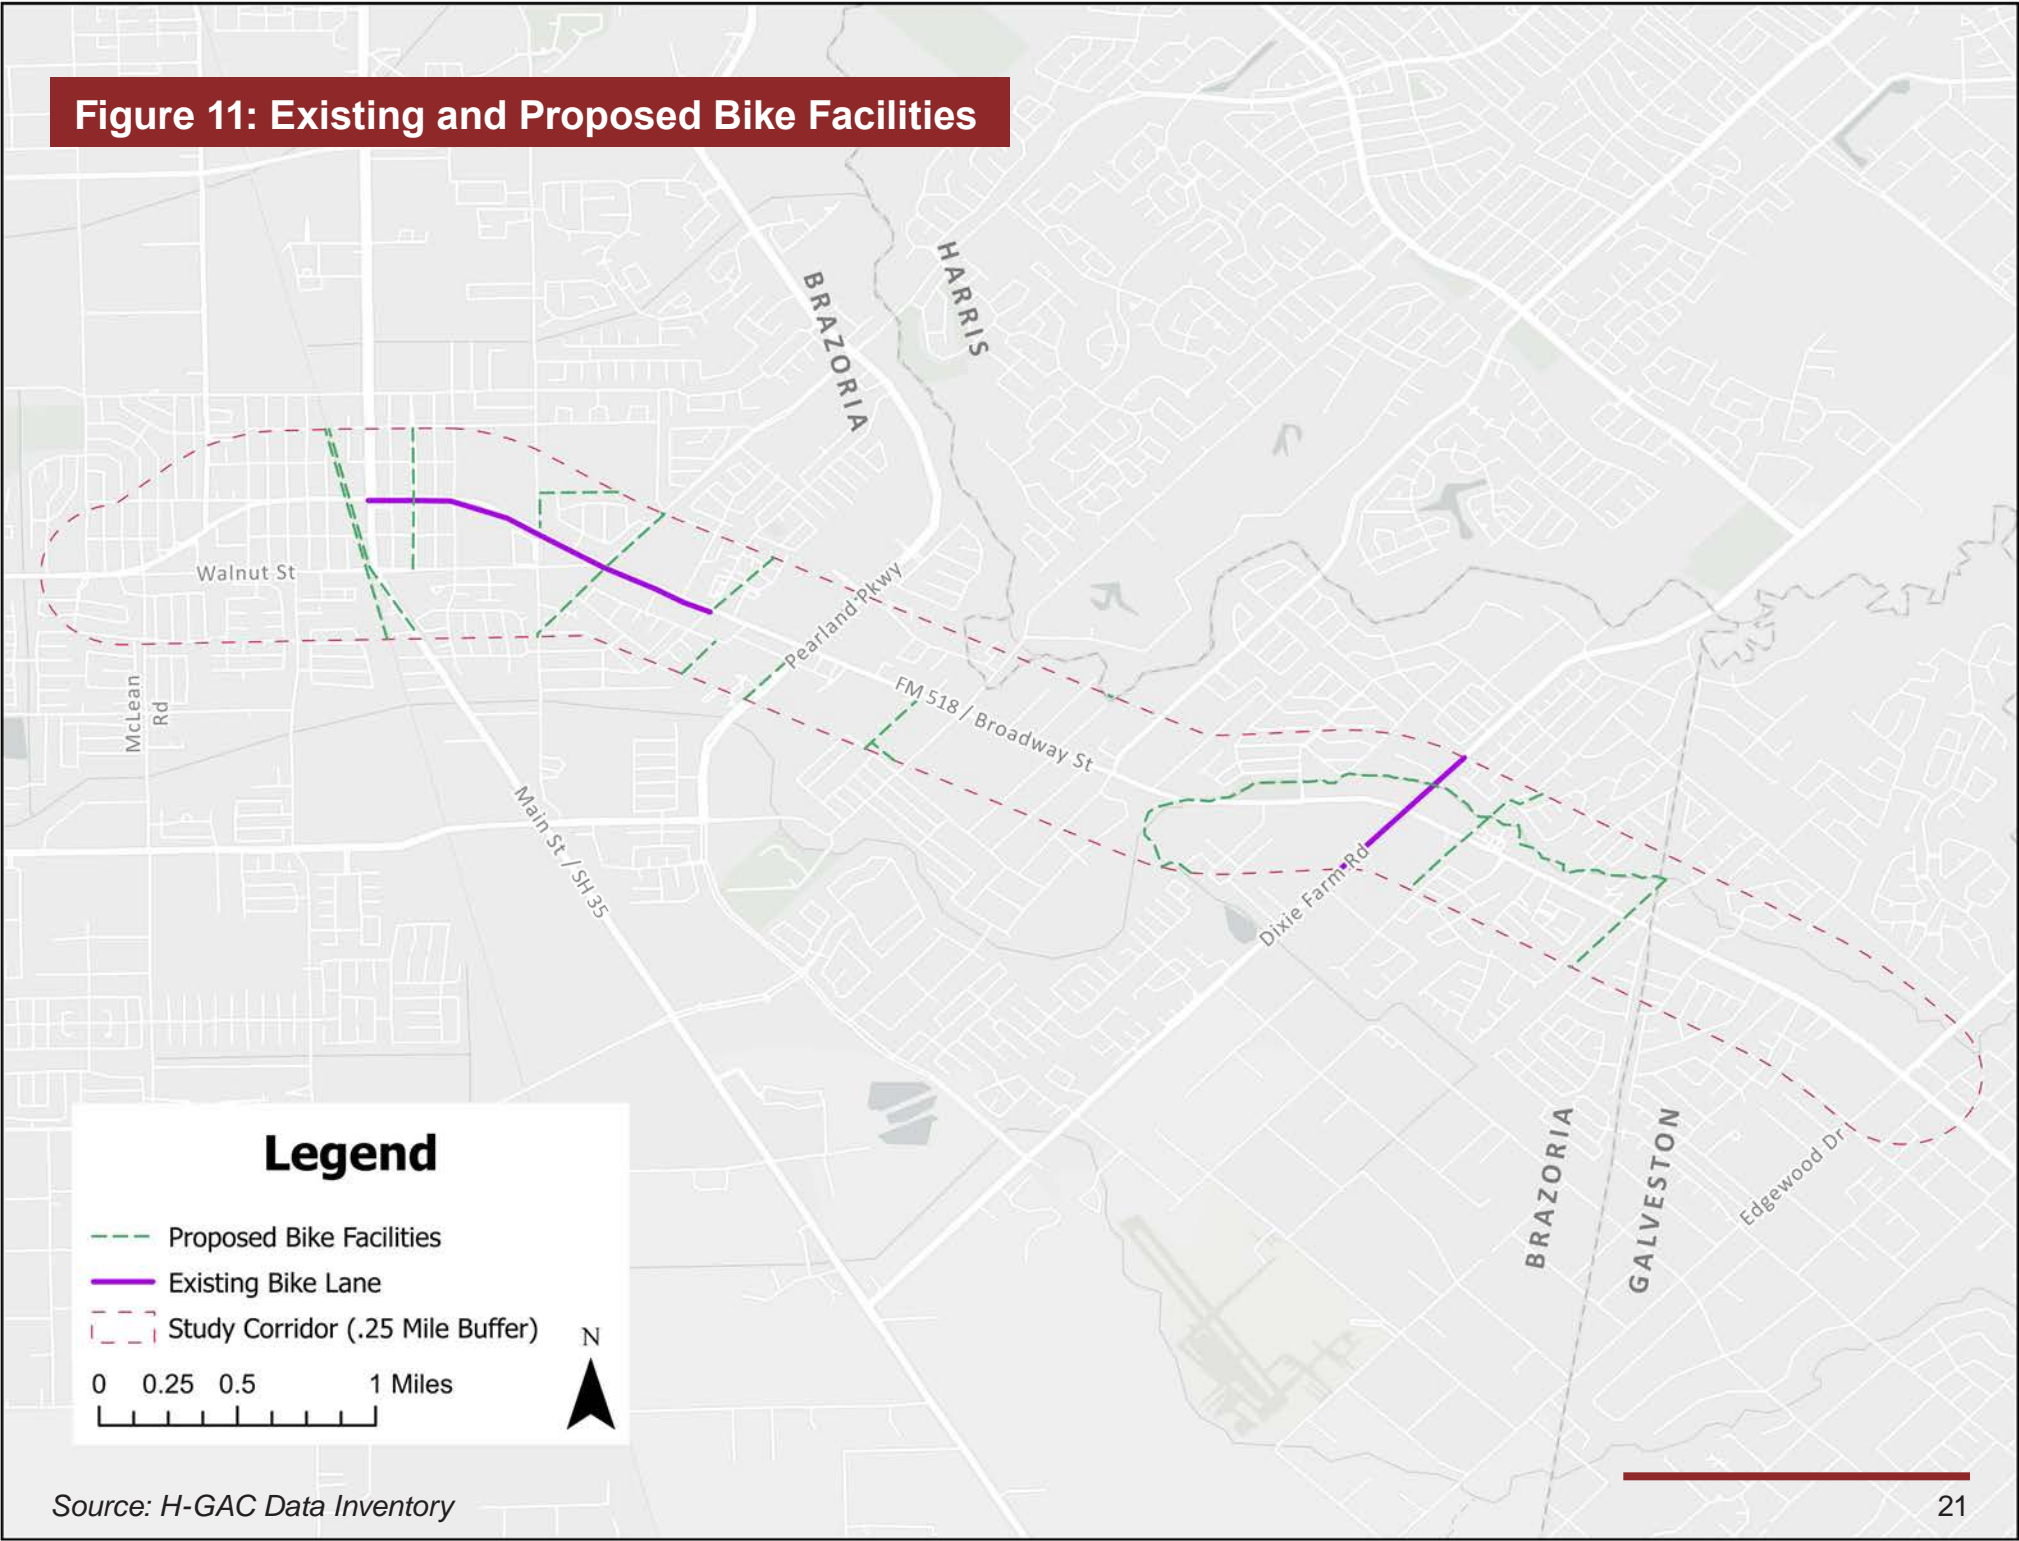 Figure 11: Existing and Proposed Bike Facilities
HARRIS
BRAZORIA
Walnut St
Pearland Pkwy
McLean
Rd
FM 518 / Broadway St
Main St / SH 35
Dixie Farm Rd
BRAZORIA
GALVESTON
Edgewood Dr
Legend
Proposed Bike Facilities
Existing Bike Lane
Study Corridor (.25 Mile Buffer)
N
0 0.25 0.5 1 Miles
Source: H-GAC Data Inventory
21